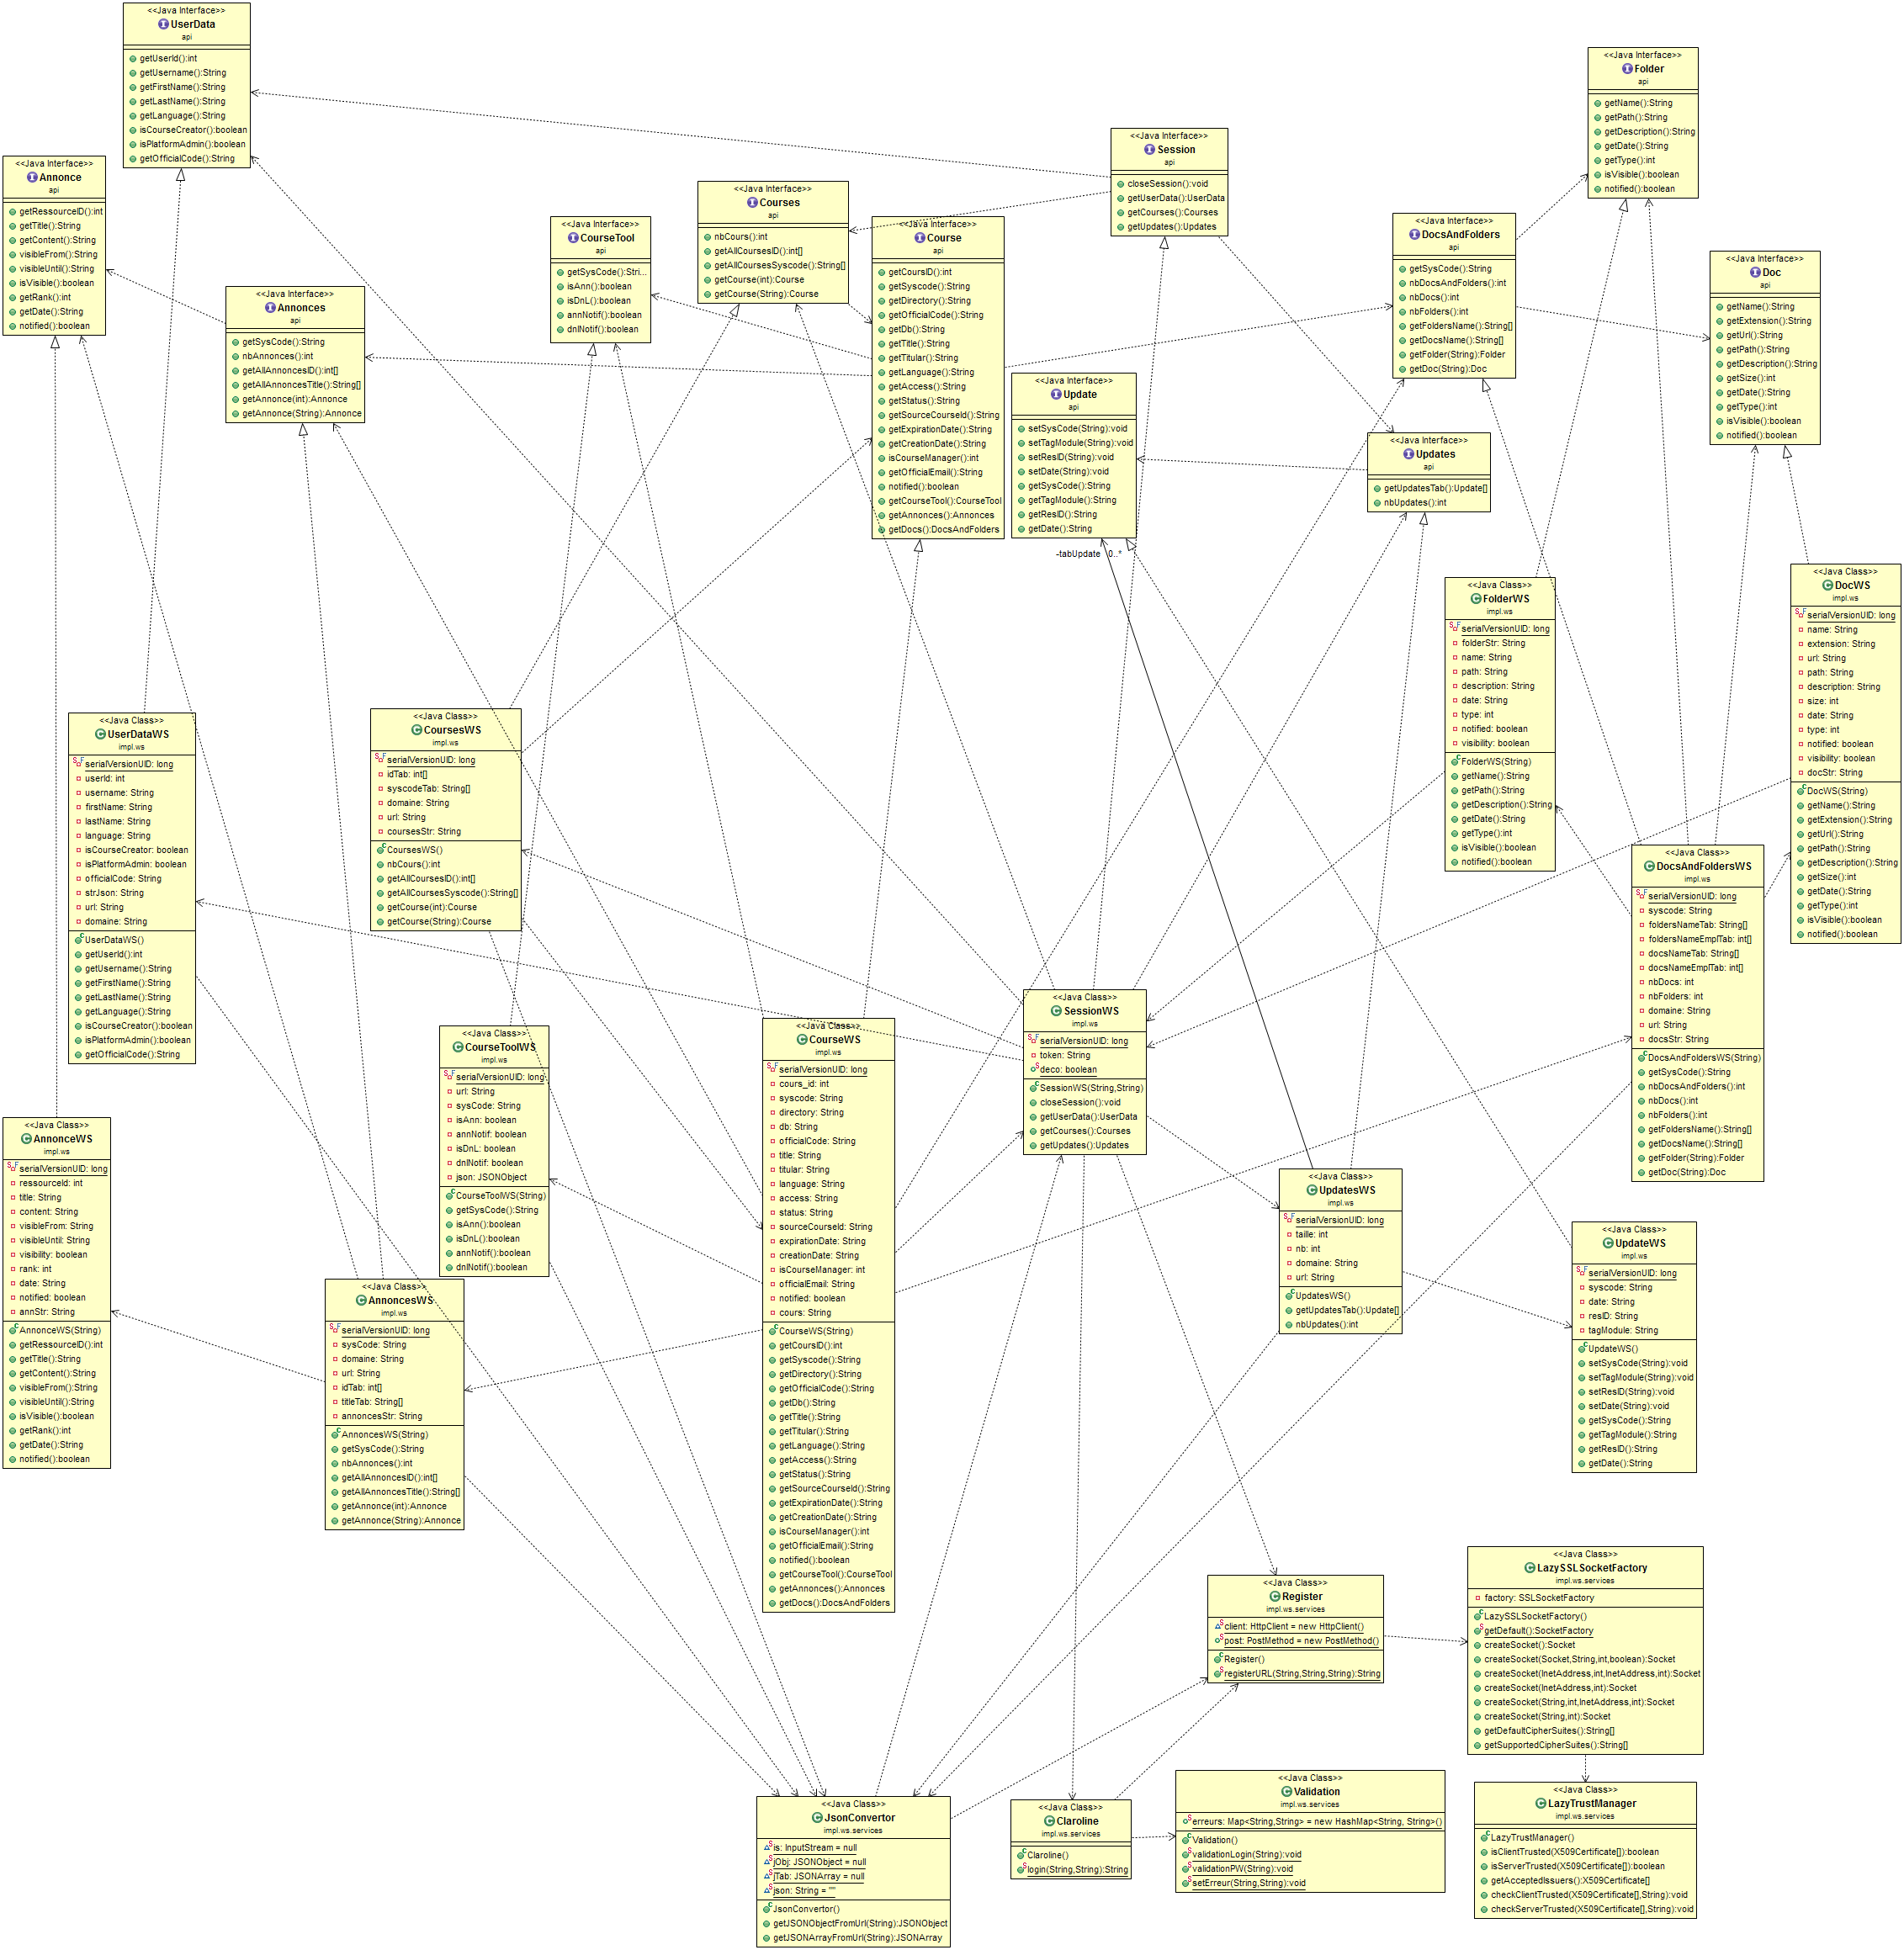 <<Java Interface>>
UserData
api
getUserId():int
getUsername():String
getFirstName():String
getLastName():String
getLanguage():String
isCourseCreator():boolean
isPlatformAdmin():boolean
getOfficialCode():String
<<Java Interface>>
Folder
api
getName():String
getPath():String
getDescription():String
getDate():String
getType():int
isVisible():boolean
notified():boolean
<<Java Interface>>
Session
api
closeSession():void
getUserData():UserData
getCourses():Courses
getUpdates():Updates
<<Java Interface>>
Annonce
api
getRessourceID():int
getTitle():String
getContent():String
visibleFrom():String
visibleUntil():String
isVisible():boolean
getRank():int
getDate():String
notified():boolean
<<Java Interface>>
Courses
api
nbCours():int
getAllCoursesID():int[]
getAllCoursesSyscode():String[]
getCourse(int):Course
getCourse(String):Course
<<Java Interface>>
CourseTool
api
getSysCode():Stri...
isAnn():boolean
isDnL():boolean
annNotif():boolean
dnlNotif():boolean
<<Java Interface>>
Course
api
getCoursID():int
getSyscode():String
getDirectory():String
getOfficialCode():String
getDb():String
getTitle():String
getTitular():String
getLanguage():String
getAccess():String
getStatus():String
getSourceCourseId():String
getExpirationDate():String
getCreationDate():String
isCourseManager():int
getOfficialEmail():String
notified():boolean
getCourseTool():CourseTool
getAnnonces():Annonces
getDocs():DocsAndFolders
<<Java Interface>>
DocsAndFolders
api
getSysCode():String
nbDocsAndFolders():int
nbDocs():int
nbFolders():int
getFoldersName():String[]
getDocsName():String[]
getFolder(String):Folder
getDoc(String):Doc
<<Java Interface>>
Doc
api
getName():String
getExtension():String
getUrl():String
getPath():String
getDescription():String
getSize():int
getDate():String
getType():int
isVisible():boolean
notified():boolean
<<Java Interface>>
Annonces
api
getSysCode():String
nbAnnonces():int
getAllAnnoncesID():int[]
getAllAnnoncesTitle():String[]
getAnnonce(int):Annonce
getAnnonce(String):Annonce
<<Java Interface>>
Update
api
setSysCode(String):void
setTagModule(String):void
setResID(String):void
setDate(String):void
getSysCode():String
getTagModule():String
getResID():String
getDate():String
-tabUpdate 0..*
<<Java Interface>>
Updates
api
getUpdatesTab():Update[]
nbUpdates():int
<<Java Class>>
FolderWS
impl.ws
serialVersionUID: long
folderStr: String
name: String
path: String
description: String
date: String
type: int
notified: boolean
visibility: boolean
FolderWS(String)
getName():String
getPath():String
getDescription():String
getDate():String
getType():int
isVisible():boolean
notified():boolean
<<Java Class>>
DocWS
impl.ws
serialVersionUID: long
name: String
extension: String
url: String
path: String
description: String
size: int
date: String
type: int
notified: boolean
visibility: boolean
docStr: String
DocWS(String)
getName():String
getExtension():String
getUrl():String
getPath():String
getDescription():String
getSize():int
getDate():String
getType():int
isVisible():boolean
notified():boolean
<<Java Class>>
UserDataWS
impl.ws
serialVersionUID: long
userId: int
username: String
firstName: String
lastName: String
language: String
isCourseCreator: boolean
isPlatformAdmin: boolean
officialCode: String
strJson: String
url: String
domaine: String
UserDataWS()
getUserId():int
getUsername():String
getFirstName():String
getLastName():String
getLanguage():String
isCourseCreator():boolean
isPlatformAdmin():boolean
getOfficialCode():String
<<Java Class>>
CoursesWS
impl.ws
serialVersionUID: long
idTab: int[]
syscodeTab: String[]
domaine: String
url: String
coursesStr: String
CoursesWS()
nbCours():int
getAllCoursesID():int[]
getAllCoursesSyscode():String[]
getCourse(int):Course
getCourse(String):Course
<<Java Class>>
DocsAndFoldersWS
impl.ws
serialVersionUID: long
syscode: String
foldersNameTab: String[]
foldersNameEmplTab: int[]
docsNameTab: String[]
docsNameEmplTab: int[]
nbDocs: int
nbFolders: int
domaine: String
url: String
docsStr: String
DocsAndFoldersWS(String)
getSysCode():String
nbDocsAndFolders():int
nbDocs():int
nbFolders():int
getFoldersName():String[]
getDocsName():String[]
getFolder(String):Folder
getDoc(String):Doc
<<Java Class>>
SessionWS
impl.ws
serialVersionUID: long
token: String
deco: boolean
SessionWS(String,String)
closeSession():void
getUserData():UserData
getCourses():Courses
getUpdates():Updates
<<Java Class>>
CourseToolWS
impl.ws
serialVersionUID: long
url: String
sysCode: String
isAnn: boolean
annNotif: boolean
isDnL: boolean
dnlNotif: boolean
json: JSONObject
CourseToolWS(String)
getSysCode():String
isAnn():boolean
isDnL():boolean
annNotif():boolean
dnlNotif():boolean
<<Java Class>>
CourseWS
impl.ws
serialVersionUID: long
cours_id: int
syscode: String
directory: String
db: String
officialCode: String
title: String
titular: String
language: String
access: String
status: String
sourceCourseId: String
expirationDate: String
creationDate: String
isCourseManager: int
officialEmail: String
notified: boolean
cours: String
CourseWS(String)
getCoursID():int
getSyscode():String
getDirectory():String
getOfficialCode():String
getDb():String
getTitle():String
getTitular():String
getLanguage():String
getAccess():String
getStatus():String
getSourceCourseId():String
getExpirationDate():String
getCreationDate():String
isCourseManager():int
getOfficialEmail():String
notified():boolean
getCourseTool():CourseTool
getAnnonces():Annonces
getDocs():DocsAndFolders
<<Java Class>>
AnnonceWS
impl.ws
serialVersionUID: long
ressourceId: int
title: String
content: String
visibleFrom: String
visibleUntil: String
visibility: boolean
rank: int
date: String
notified: boolean
annStr: String
AnnonceWS(String)
getRessourceID():int
getTitle():String
getContent():String
visibleFrom():String
visibleUntil():String
isVisible():boolean
getRank():int
getDate():String
notified():boolean
<<Java Class>>
AnnoncesWS
impl.ws
serialVersionUID: long
sysCode: String
domaine: String
url: String
idTab: int[]
titleTab: String[]
annoncesStr: String
AnnoncesWS(String)
getSysCode():String
nbAnnonces():int
getAllAnnoncesID():int[]
getAllAnnoncesTitle():String[]
getAnnonce(int):Annonce
getAnnonce(String):Annonce
<<Java Class>>
UpdatesWS
impl.ws
serialVersionUID: long
taille: int
nb: int
domaine: String
url: String
UpdatesWS()
getUpdatesTab():Update[]
nbUpdates():int
<<Java Class>>
UpdateWS
impl.ws
serialVersionUID: long
syscode: String
date: String
resID: String
tagModule: String
UpdateWS()
setSysCode(String):void
setTagModule(String):void
setResID(String):void
setDate(String):void
getSysCode():String
getTagModule():String
getResID():String
getDate():String
<<Java Class>>
Register
impl.ws.services
client: HttpClient = new HttpClient()
post: PostMethod = new PostMethod()
Register()
registerURL(String,String,String):String
<<Java Class>>
LazySSLSocketFactory
impl.ws.services
factory: SSLSocketFactory
LazySSLSocketFactory()
getDefault():SocketFactory
createSocket():Socket
createSocket(Socket,String,int,boolean):Socket
createSocket(InetAddress,int,InetAddress,int):Socket
createSocket(InetAddress,int):Socket
createSocket(String,int,InetAddress,int):Socket
createSocket(String,int):Socket
getDefaultCipherSuites():String[]
getSupportedCipherSuites():String[]
<<Java Class>>
JsonConvertor
impl.ws.services
is: InputStream = null
jObj: JSONObject = null
jTab: JSONArray = null
json: String = ""
JsonConvertor()
getJSONObjectFromUrl(String):JSONObject
getJSONArrayFromUrl(String):JSONArray
<<Java Class>>
Claroline
impl.ws.services
Claroline()
login(String,String):String
<<Java Class>>
Validation
impl.ws.services
erreurs: Map<String,String> = new HashMap<String, String>()
Validation()
validationLogin(String):void
validationPW(String):void
setErreur(String,String):void
<<Java Class>>
LazyTrustManager
impl.ws.services
LazyTrustManager()
isClientTrusted(X509Certificate[]):boolean
isServerTrusted(X509Certificate[]):boolean
getAcceptedIssuers():X509Certificate[]
checkClientTrusted(X509Certificate[],String):void
checkServerTrusted(X509Certificate[],String):void